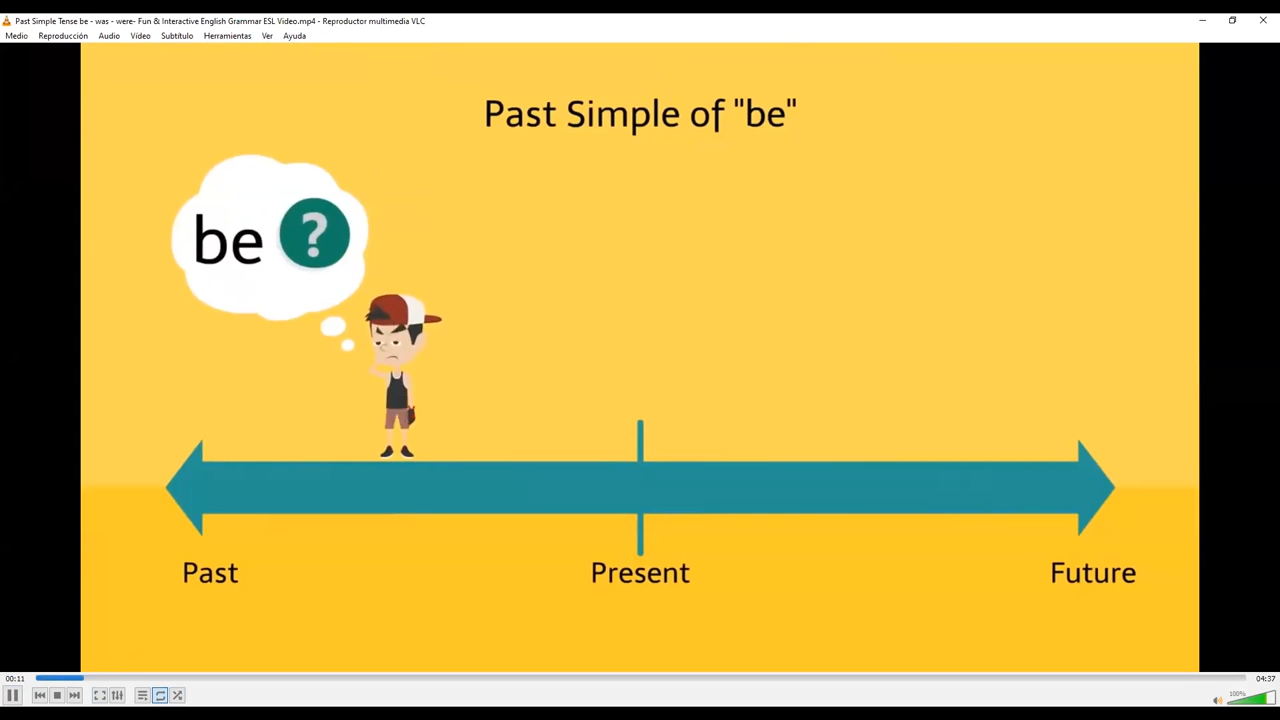 Past Simple Tense be - was - were- Fun & Interactive English Grammar ESL Video.mp4 - Reproductor multimedia VLC
Medio Reproducción Audio Vídeo Subtítulo Herramientas Ver Ayuda
Past Simple of "be"
be ?
Past Present Future
00:11 04:37
100%